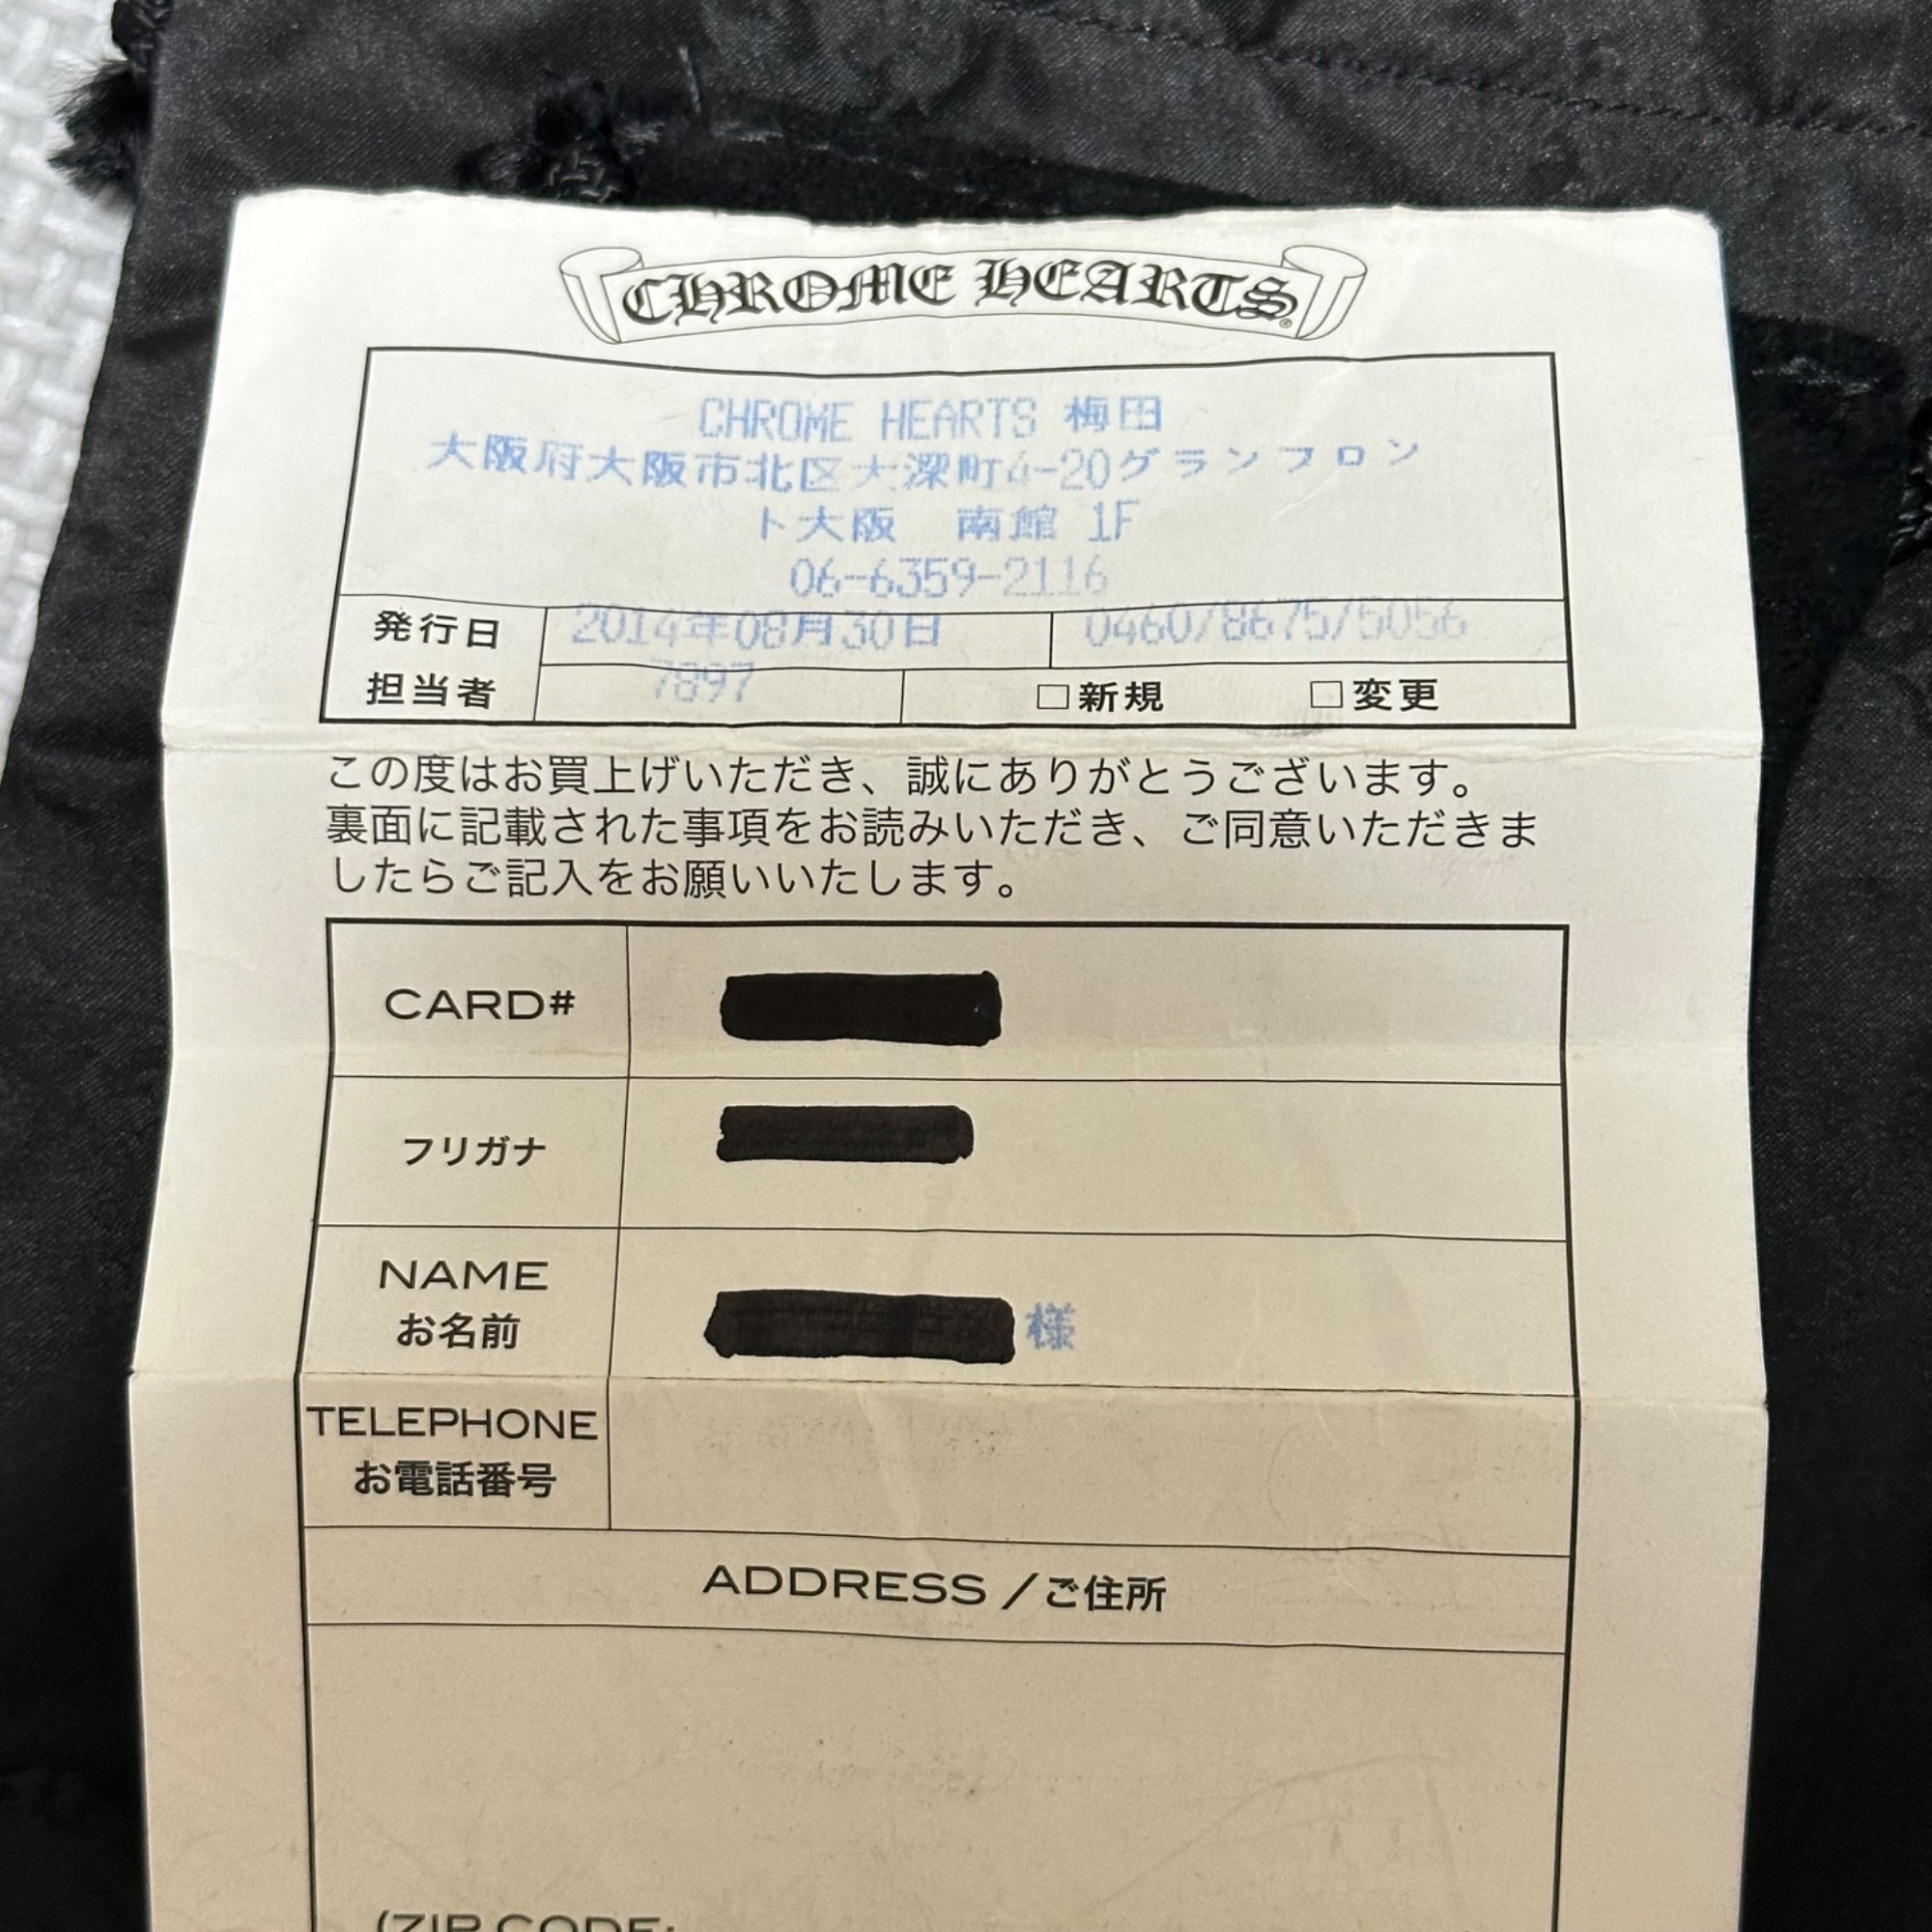 CHROME HEARTS
CHROME HEARTS 梅田
大阪府大阪市北区大深町4-20グランフロン
ト大阪 南館 1F
06-6359-2116
発行日 2014年08月30日 0460/8675/5056
担当者 7897 □新規 □変更
この度はお買上げいただき、誠にありがとうございます。
裏面に記載された事項をお読みいただき、ご同意いただきま
したらご記入をお願いいたします。
CARD#
フリガナ
NAME
お名前 様
TELEPHONE
お電話番号
ADDRESS /ご住所
(ZIP CODE: